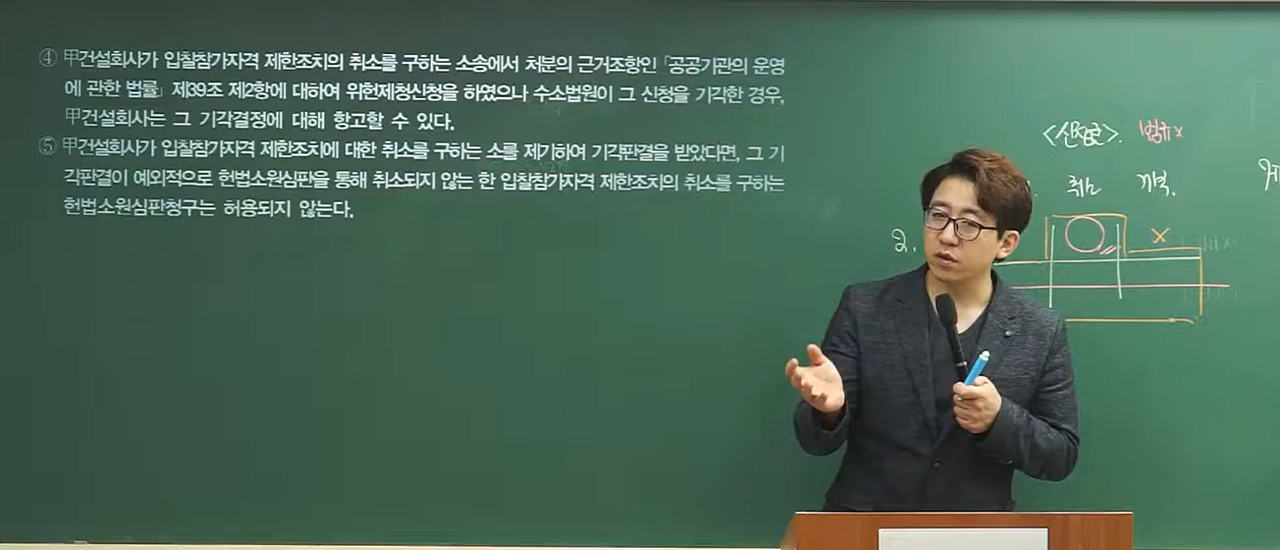 ④ 甲건설회사가 입찰참가자격 제한조치의 취소를 구하는 소송에서 처분의 근거조항인 「공공기관의 운영
에 관한 법률」 제39조 제2항에 대하여 위헌제청신청을 하였으나 수소법원이 그 신청을 기각한 경우,
甲건설회사는 그 기각결정에 대해 항고할 수 있다.
⑤ 甲건설회사가 입찰참가자격 제한조치에 대한 취소를 구하는 소를 제기하여 기각판결을 받았다면, 그 기
각판결이 예외적으로 헌법소원심판을 통해 취소되지 않는 한 입찰참가자격 제한조치의 취소를 구하는
헌법소원심판청구는 허용되지 않는다.
취소 기각.
2.
x